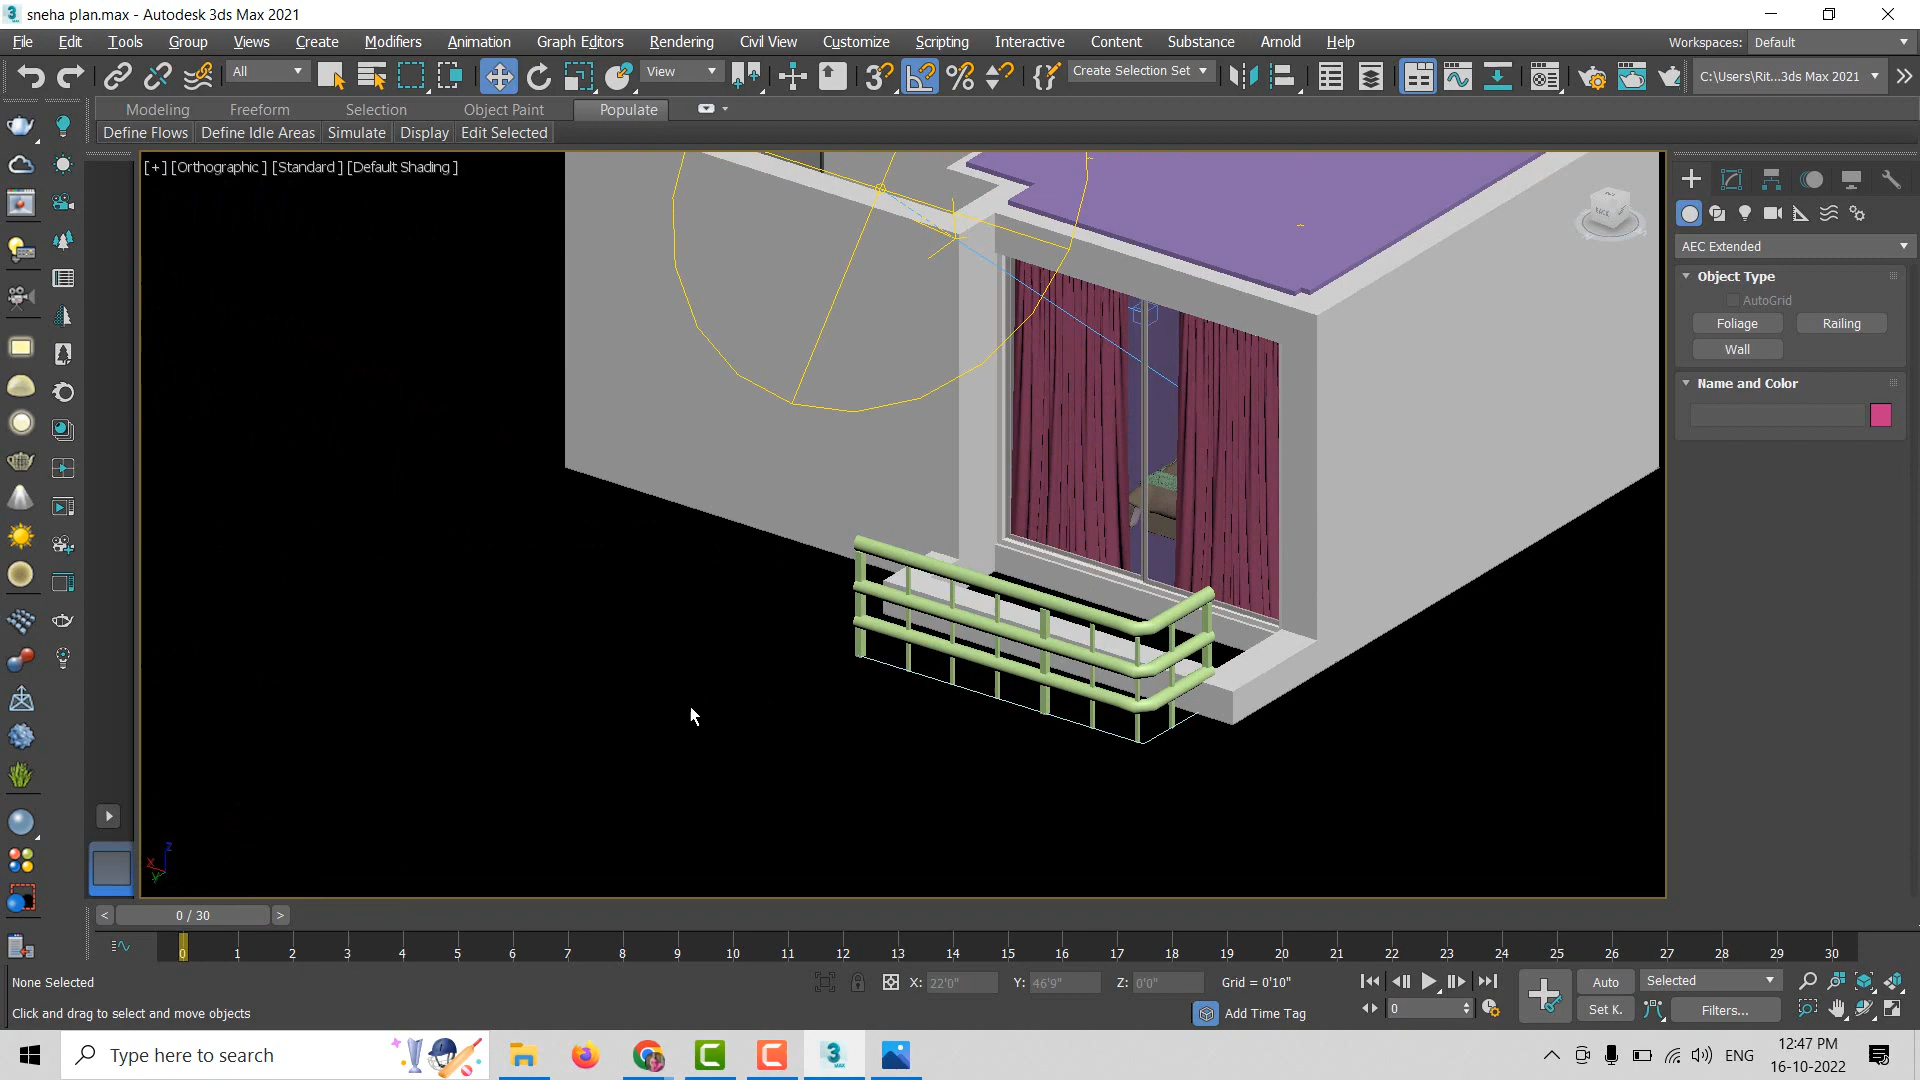 sneha plan.max - Autodesk 3ds Max 2021
File Edit Tools Group Views Create Modifiers Animation Graph Editors Rendering Civil View Customize Scripting Interactive Content Substance Arnold Help Workspaces: Default
All View Create Selection Set C:\Users\Rit...3ds Max 2021
Modeling Freeform Selection Object Paint Populate
Define Flows Define Idle Areas Simulate Display Edit Selected
[+] [Orthographic ] [Standard ] [Default Shading ]
AEC Extended
Object Type
AutoGrid
Foliage Railing
Wall
Name and Color
0 / 30
0 1 2 3 4 5 6 7 8 9 10 11 12 13 14 15 16 17 18 19 20 21 22 23 24 25 26 27 28 29 30
None Selected X: 22'0" Y: 46'9" Z: 0'0" Grid = 0'10" Auto Selected
Click and drag to select and move objects Add Time Tag 0 Set K. Filters...
Type here to search
ENG
12:47 PM
16-10-2022